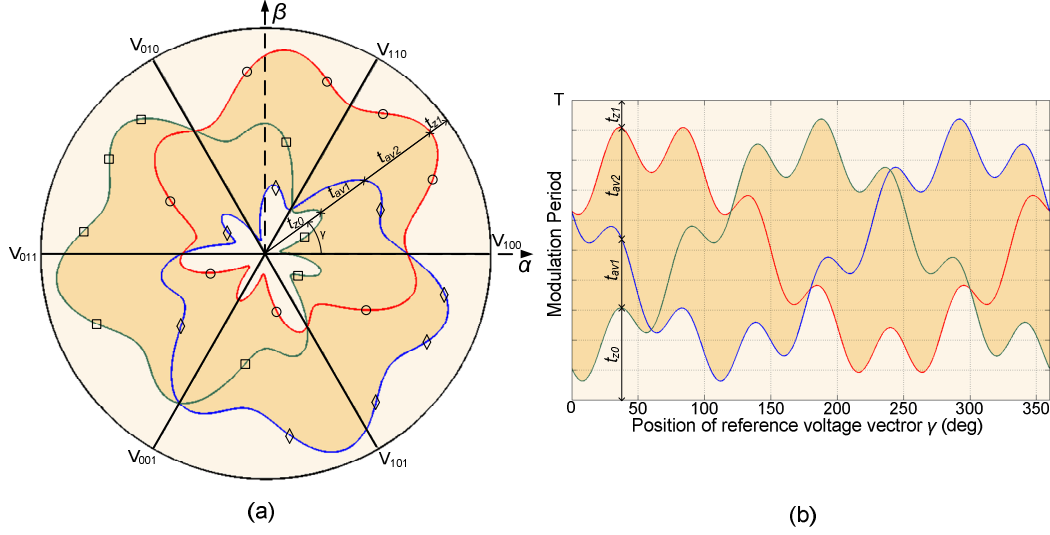 β
V010
V110
tz1
tav2
tav1
tz0
γ
V011
V100
α
V001
V101
(a)
T
tz1
tav2
tav1
tz0
Modulation Period
0 50 100 150 200 250 300 350
Position of reference voltage vectror γ (deg)
(b)